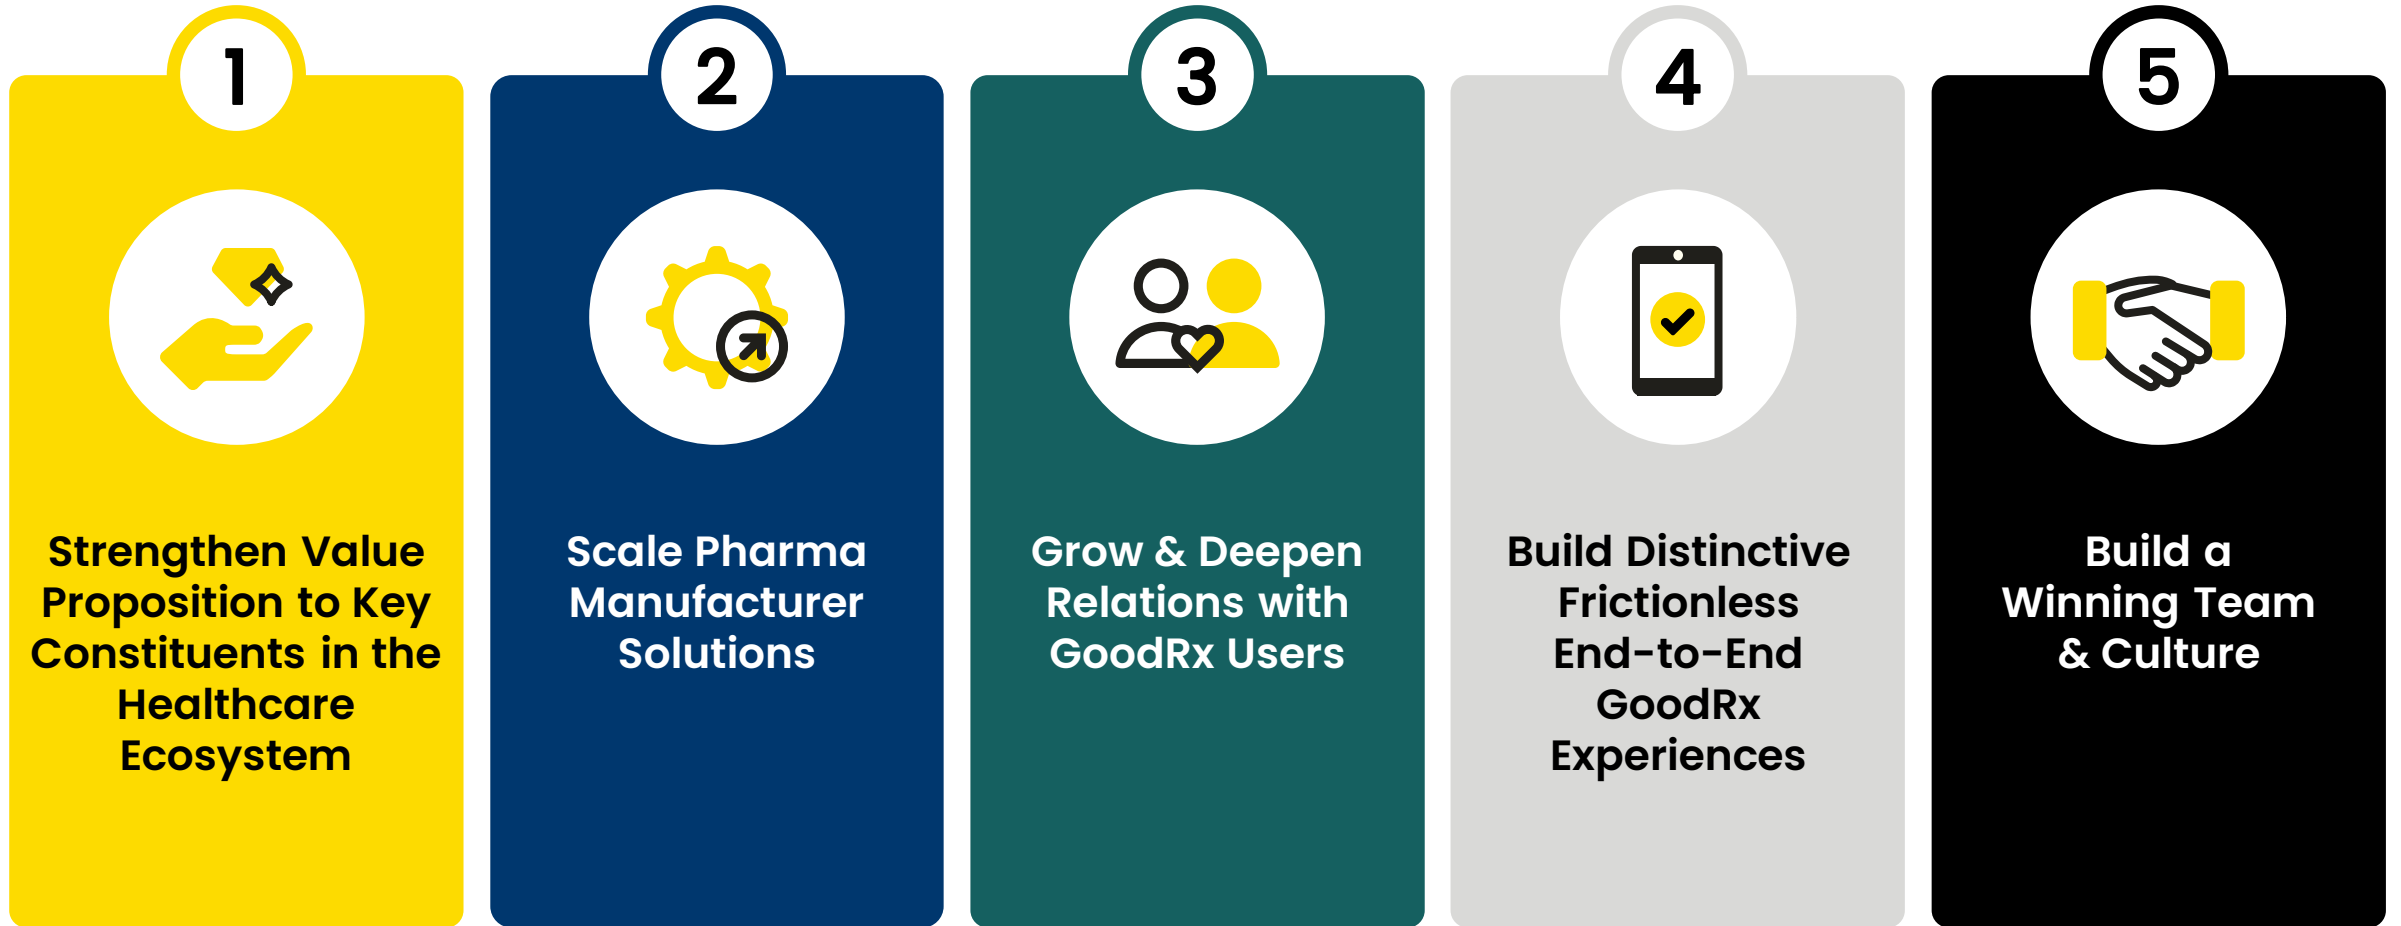 1
Strengthen Value
Proposition to Key
Constituents in the
Healthcare
Ecosystem
2
Scale Pharma
Manufacturer
Solutions
3
Grow & Deepen
Relations with
GoodRx Users
4
Build Distinctive
Frictionless
End-to-End
GoodRx
Experiences
5
Build a
Winning Team
& Culture